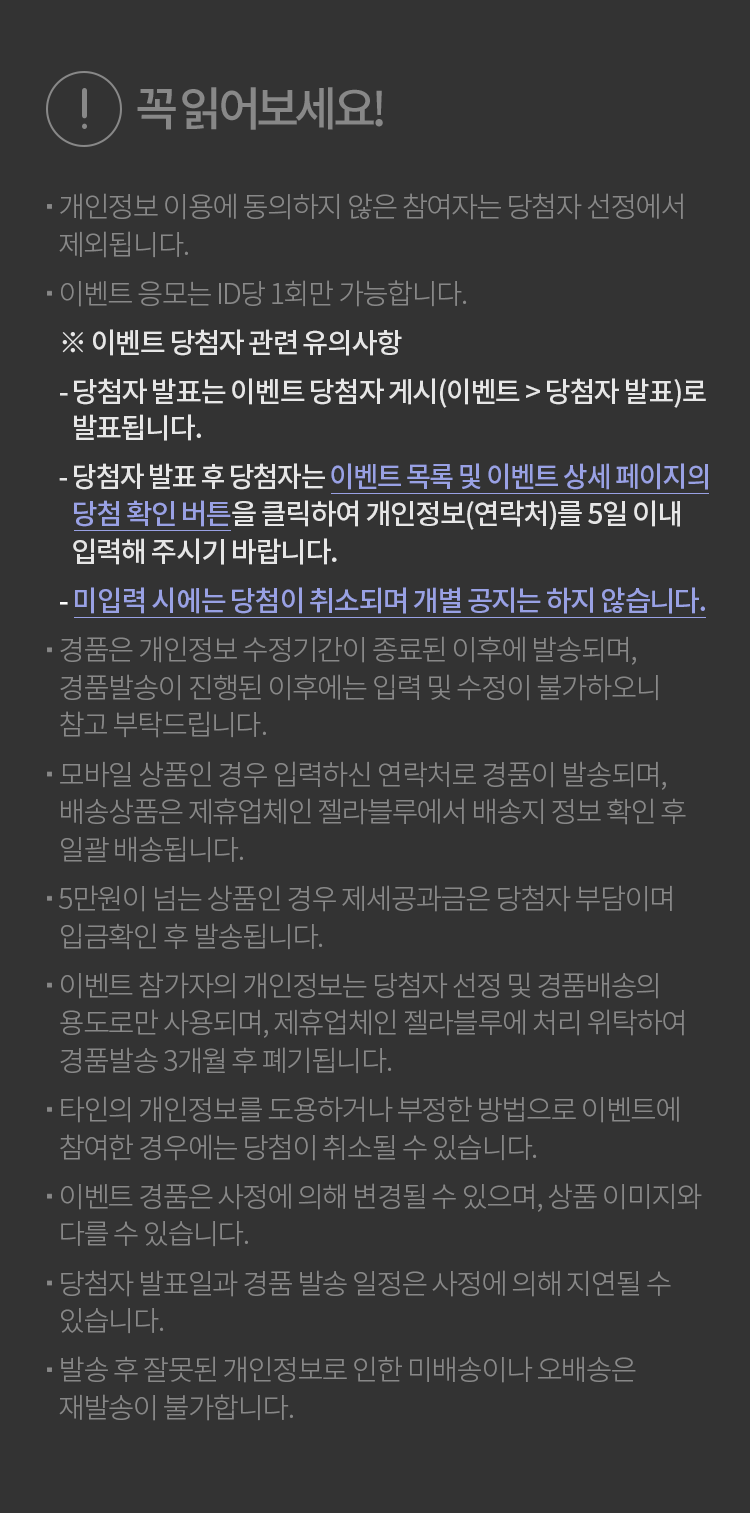 ! 꼭 읽어보세요!
▪ 개인정보 이용에 동의하지 않은 참여자는 당첨자 선정에서
제외됩니다.
▪ 이벤트 응모는 ID당 1회만 가능합니다.
※ 이벤트 당첨자 관련 유의사항
- 당첨자 발표는 이벤트 당첨자 게시(이벤트 > 당첨자 발표)로
발표됩니다.
- 당첨자 발표 후 당첨자는 이벤트 목록 및 이벤트 상세 페이지의
당첨 확인 버튼을 클릭하여 개인정보(연락처)를 5일 이내
입력해 주시기 바랍니다.
- 미입력 시에는 당첨이 취소되며 개별 공지는 하지 않습니다.
▪ 경품은 개인정보 수정기간이 종료된 이후에 발송되며,
경품발송이 진행된 이후에는 입력 및 수정이 불가하오니
참고 부탁드립니다.
▪ 모바일 상품인 경우 입력하신 연락처로 경품이 발송되며,
배송상품은 제휴업체인 젤라블루에서 배송지 정보 확인 후
일괄 배송됩니다.
▪ 5만원이 넘는 상품인 경우 제세공과금은 당첨자 부담이며
입금확인 후 발송됩니다.
▪ 이벤트 참가자의 개인정보는 당첨자 선정 및 경품배송의
용도로만 사용되며, 제휴업체인 젤라블루에 처리 위탁하여
경품발송 3개월 후 폐기됩니다.
▪ 타인의 개인정보를 도용하거나 부정한 방법으로 이벤트에
참여한 경우에는 당첨이 취소될 수 있습니다.
▪ 이벤트 경품은 사정에 의해 변경될 수 있으며, 상품 이미지와
다를 수 있습니다.
▪ 당첨자 발표일과 경품 발송 일정은 사정에 의해 지연될 수
있습니다.
▪ 발송 후 잘못된 개인정보로 인한 미배송이나 오배송은
재발송이 불가합니다.